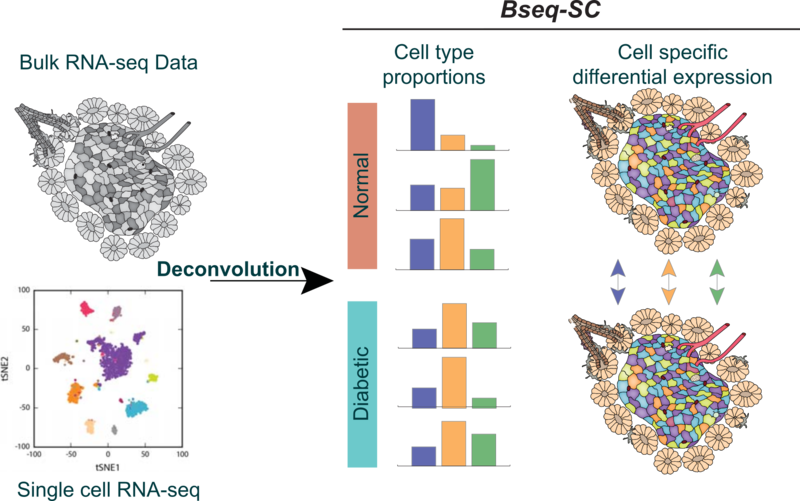 Bseq-SC
Bulk RNA-seq Data
Cell type
proportions
Cell specific
differential expression
Normal
Deconvolution
Diabetic
100
50
0
-50
-100
tSNE2
-100
-50
0
50
100
tSNE1
Single cell RNA-seq